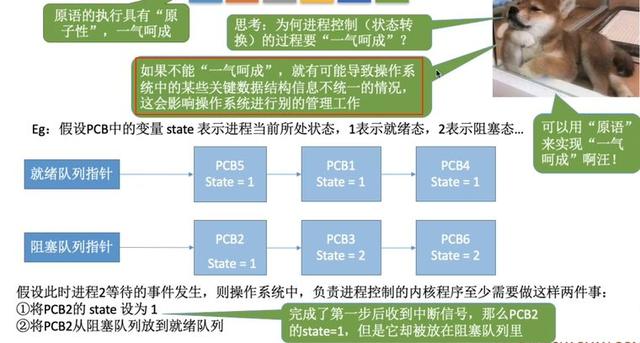 原语的执行具有“原
子性”，一气呵成
思考：为何进程控制（状态转
换）的过程要“一气呵成”？
如果不能“一气呵成”，就有可能导致操作系
统中的某些关键数据结构信息不统一的情况，
这会影响操作系统进行别的管理工作
可以用“原语”
来实现“一气
呵成”啊汪！
Eg：假设PCB中的变量 state 表示进程当前所处状态，1表示就绪态，2表示阻塞态…
就绪队列指针
PCB5
State = 1
PCB1
State = 1
PCB4
State = 1
阻塞队列指针
PCB2
State = 1
PCB3
State = 2
PCB6
State = 2
假设此时进程2等待的事件发生，则操作系统中，负责进程控制的内核程序至少需要做这样两件事：
①将PCB2的 state 设为 1
②将PCB2从阻塞队列放到就绪队列
完成了第一步后收到中断信号，那么PCB2
的state=1，但是它却被放在阻塞队列里